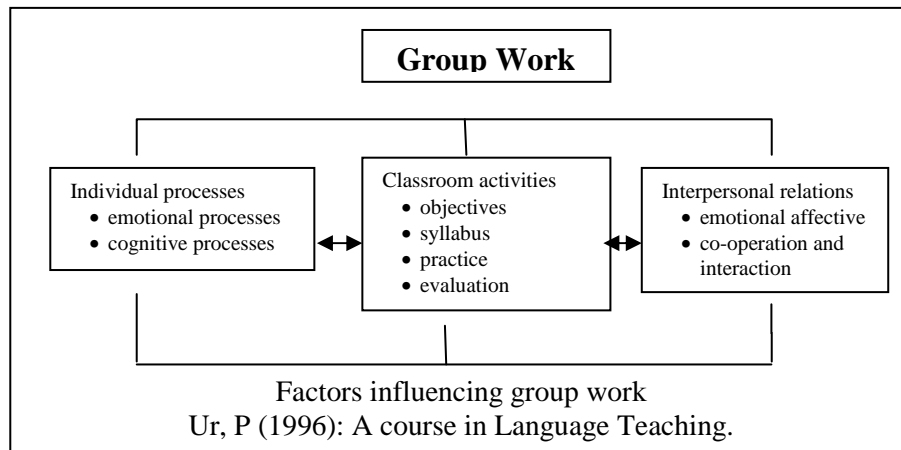 Group Work
Individual processes
• emotional processes
• cognitive processes
Classroom activities
• objectives
• syllabus
• practice
• evaluation
Interpersonal relations
• emotional affective
• co-operation and
interaction
Factors influencing group work
Ur, P (1996): A course in Language Teaching.